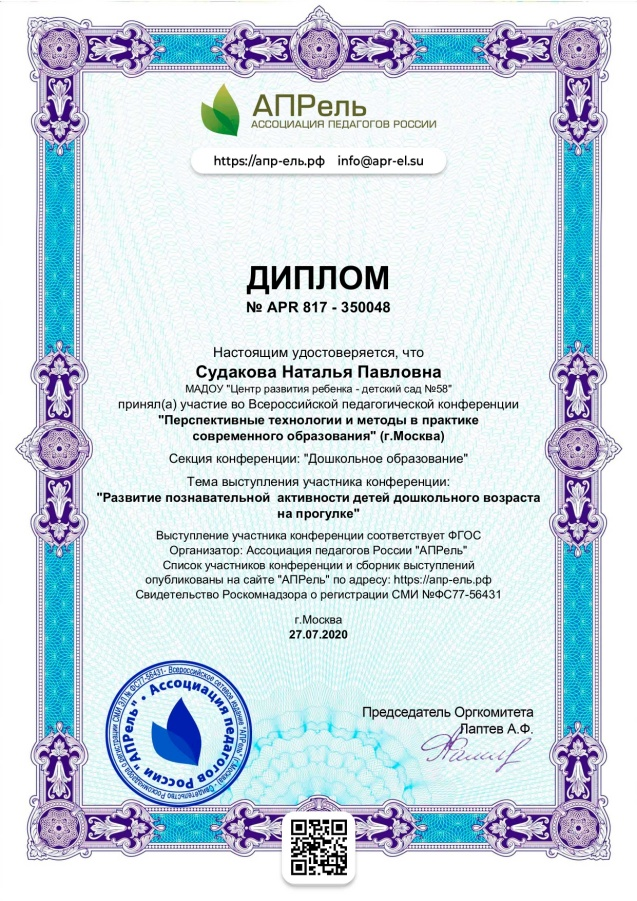 АПРель
АССОЦИАЦИЯ ПЕДАГОГОВ РОССИИ
https://апр-ель.рф info@apr-el.su
ДИПЛОМ
№ APR 817 - 350048
Настоящим удостоверяется, что
Судакова Наталья Павловна
МАДОУ "Центр развития ребенка - детский сад №58"
принял(а) участие во Всероссийской педагогической конференции
"Перспективные технологии и методы в практике
современного образования" (г.Москва)
Секция конференции: "Дошкольное образование"
Тема выступления участника конференции:
"Развитие познавательной активности детей дошкольного возраста
на прогулке"
Выступление участника конференции соответствует ФГОС
Организатор: Ассоциация педагогов России "АПРель"
Список участников конференции и сборник выступлений
опубликованы на сайте "АПРель" по адресу: https://апр-ель.рф
Свидетельство Роскомнадзора о регистрации СМИ №ФС77-56431
г.Москва
27.07.2020
Ассоциация педагогов России "АПРель"
Председатель Оргкомитета
Лаптев А.Ф.